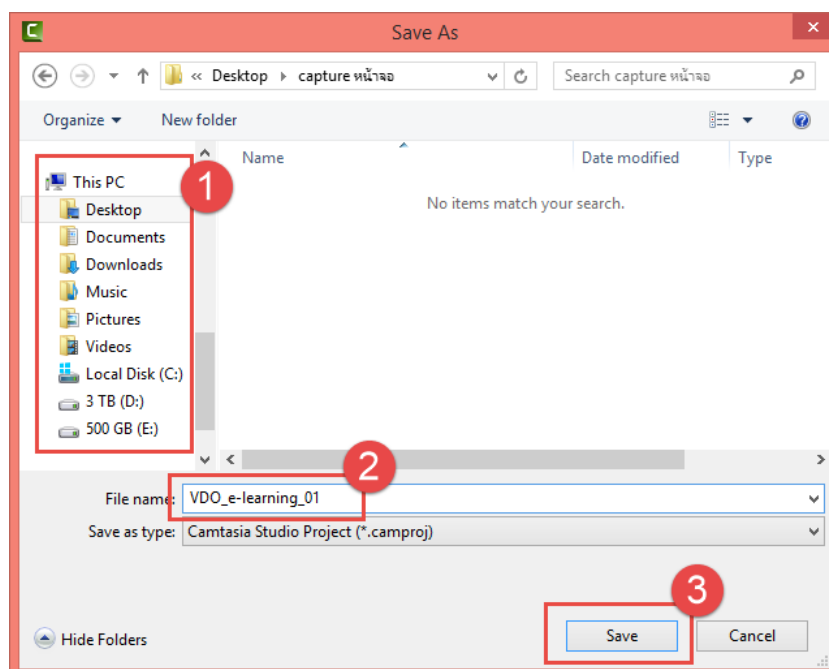 Save As
« Desktop ▸ capture หน้าจอ
Search capture หน้าจอ
Organize
New folder
Name
Date modified
Type
This PC
1
Desktop
No items match your search.
Documents
Downloads
Music
Pictures
Videos
Local Disk (C:)
3 TB (D:)
500 GB (E:)
2
File name: VDO_e-learning_01
Save as type: Camtasia Studio Project (*.camproj)
3
Hide Folders
Save
Cancel